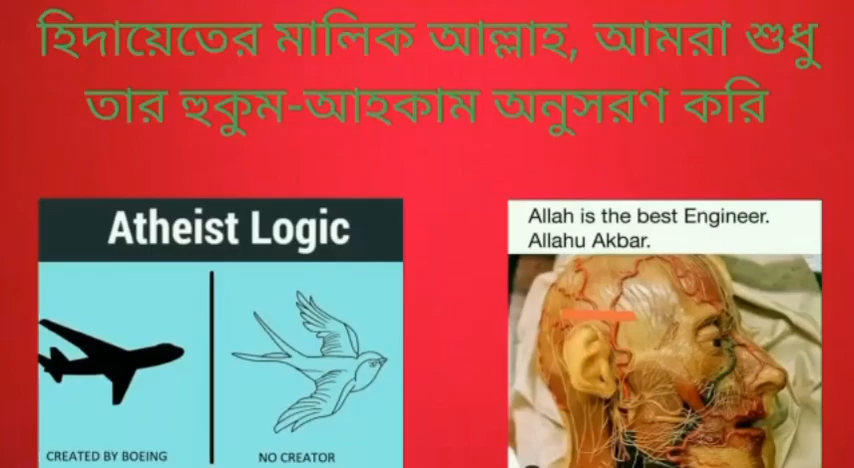 হিদায়েতের মালিক আল্লাহ, আমরা শুধু
তার হুকুম-আহকাম অনুসরণ করি
Atheist Logic
CREATED BY BOEING
NO CREATOR
Allah is the best Engineer.
Allahu Akbar.